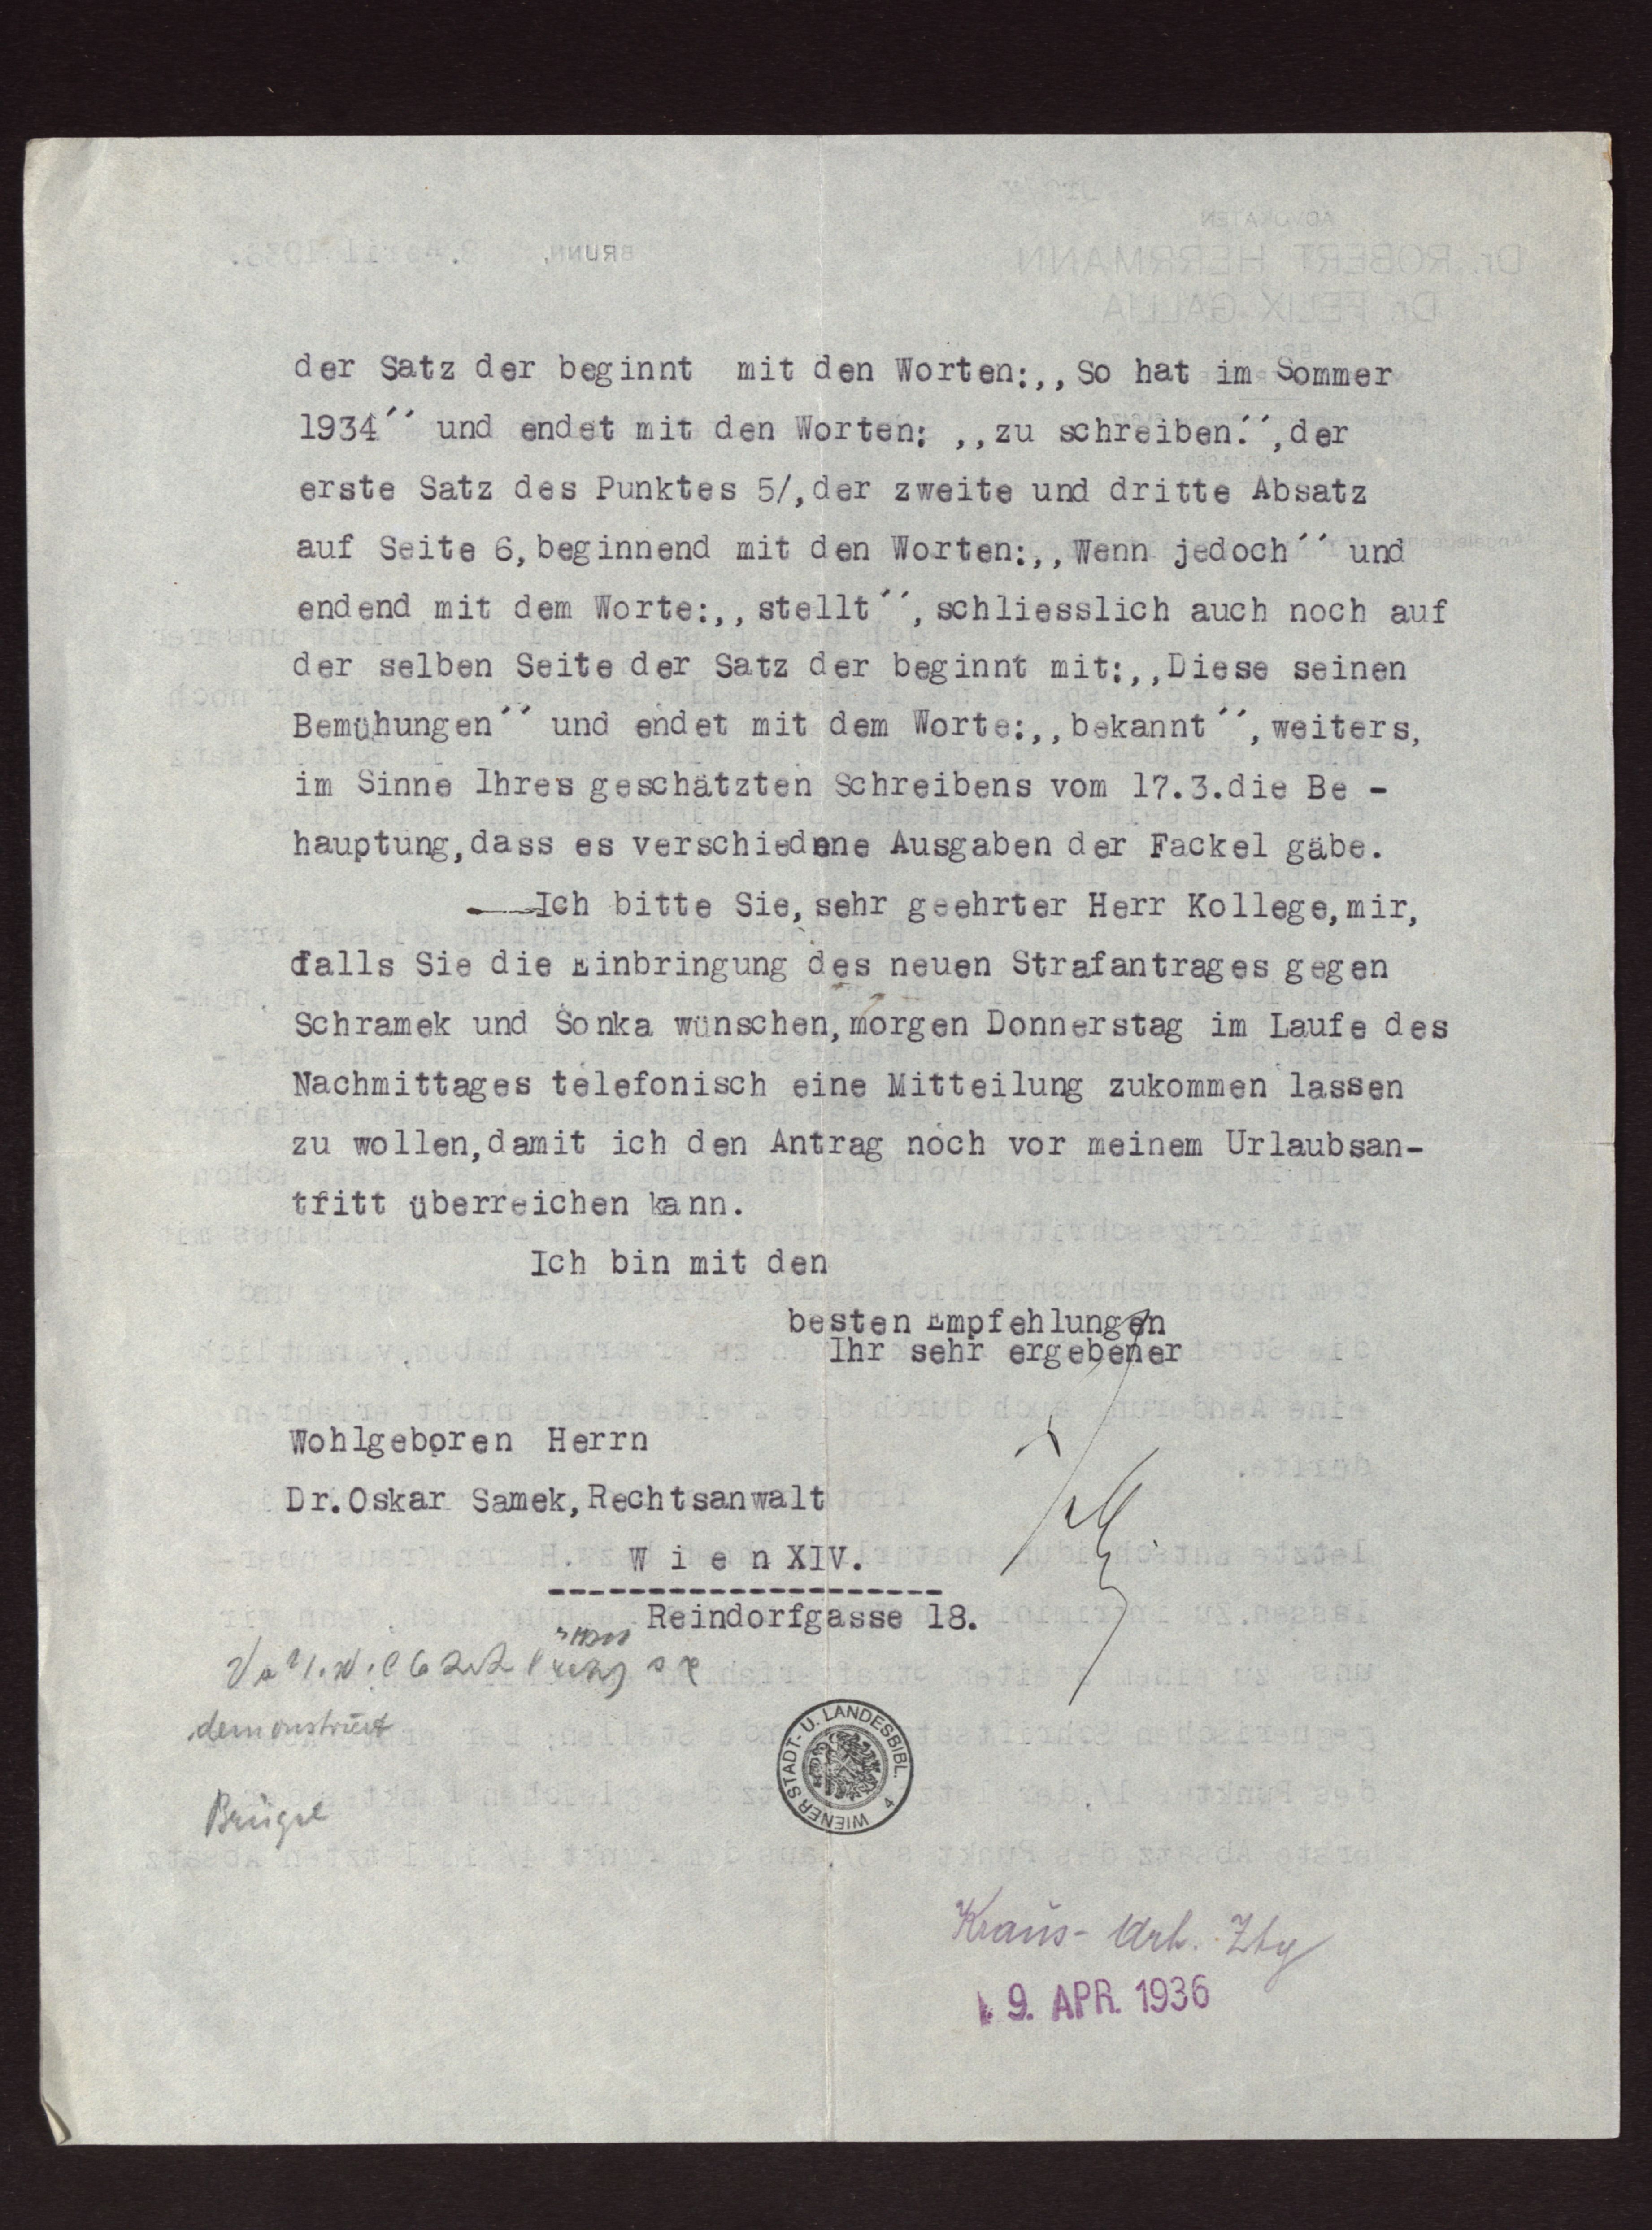 der Satz der beginnt mit den Worten:,,So hat im Sommer
1934´´ und endet mit den Worten: ,,zu schreiben.´´,der
erste Satz des Punktes 5/,der zweite und dritte Absatz
auf Seite 6,beginnend mit den Worten:,,Wenn jedoch´´ und
endend mit dem Worte:,,stellt´´,schliesslich auch noch auf
der selben Seite der Satz der beginnt mit:,,Diese seinen
Bemühungen´´ und endet mit dem Worte:,,bekannt´´,weiters,
im Sinne Ihres geschätzten Schreibens vom 17.3.die Be -
hauptung,dass es verschiedene Ausgaben der Fackel gäbe.
Ich bitte Sie,sehr geehrter Herr Kollege,mir,
falls Sie die Einbringung des neuen Strafantrages gegen
Schramek und Sonka wünschen,morgen Donnerstag im Laufe des
Nachmittages telefonisch eine Mitteilung zukommen lassen
zu wollen,damit ich den Antrag noch vor meinem Urlaubsan-
tritt überreichen kann.
Ich bin mit den
besten Empfehlungen
Ihr sehr ergebener
Wohlgeboren Herrn
Dr.Oskar Samek,Rechtsanwalt
W i e n XIV.
Reindorfgasse 18.
demonstriert
Brügel
WIENER STADT- U. LANDESBIBL. 4
Kraus-
9. APR. 1936